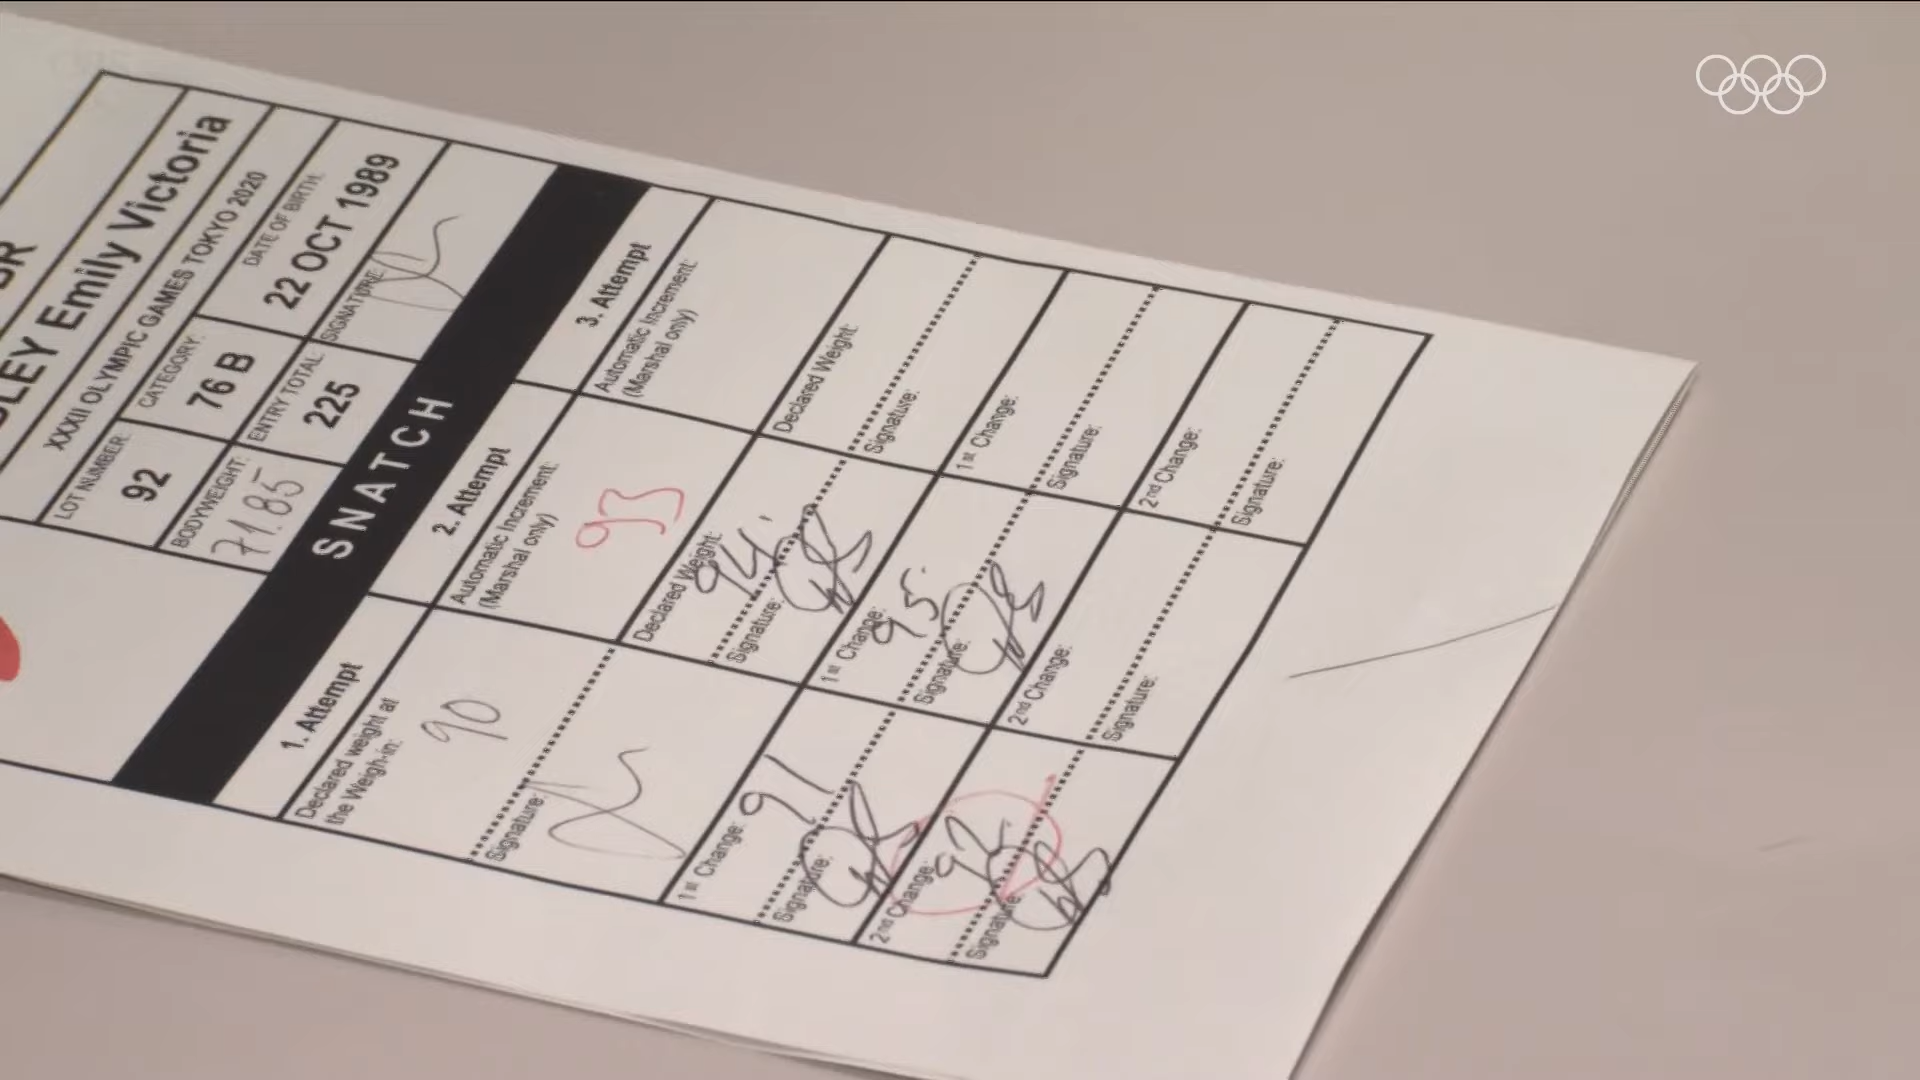 BR
DLEY Emily Victoria
XXXII OLYMPIC GAMES TOKYO 2020
LOT NUMBER:
92
CATEGORY:
76 B
DATE OF BIRTH:
22 OCT 1989
BODYWEIGHT:
71.85
ENTRY TOTAL:
225
SIGNATURE:
SNATCH
1. Attempt
Declared weight at
the Weigh-in:
90
Signature:
1st Change:
91
Signature:
2nd Change:
92
Signature:
2. Attempt
Automatic Increment:
(Marshal only)
93
Declared Weight:
94.
Signature:
1st Change:
95.
Signature:
2nd Change:
Signature:
3. Attempt
Automatic Increment:
(Marshal only)
Declared Weight:
Signature:
1st Change:
Signature:
2nd Change:
Signature: